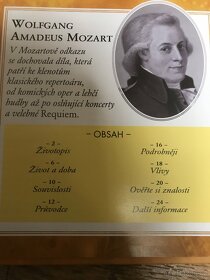 WOLFGANG
AMADEUS MOZART
V Mozartově odkazu
se dochovala díla, která
patří ke klenotům
klasického repertoáru,
od komických oper a lehčí
hudby až po oslňující koncerty
a velebné Requiem.
– OBSAH –
– 2 –
Životopis
– 6 –
Život a doba
– 10 –
Souvislosti
– 12 –
Průvodce
– 16 –
Podrobněji
– 18 –
Vlivy
– 20 –
Ověřte si znalosti
– 24 –
Další informace